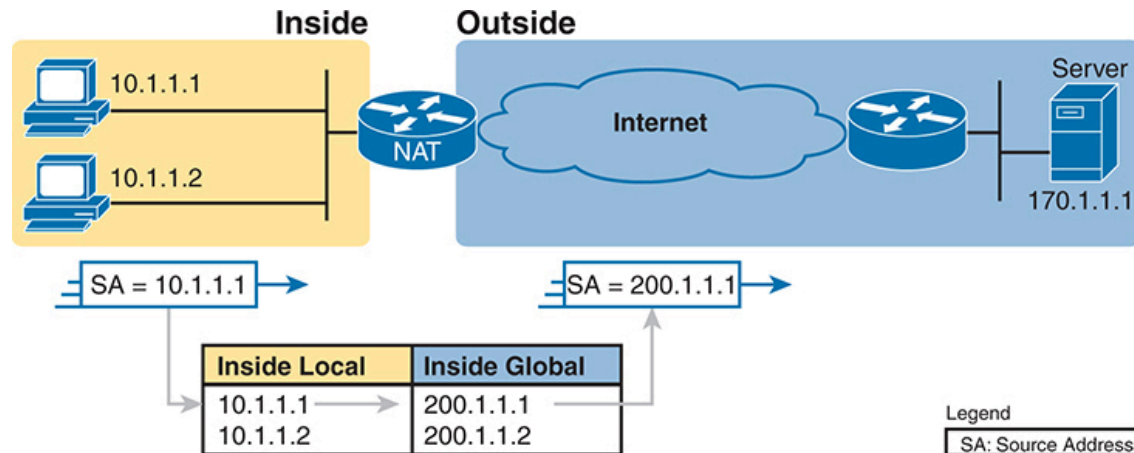 Inside
Outside
10.1.1.1
10.1.1.2
NAT
Internet
Server
170.1.1.1
SA = 10.1.1.1
SA = 200.1.1.1
Inside Local Inside Global
10.1.1.1 200.1.1.1
10.1.1.2 200.1.1.2
Legend
SA: Source Address